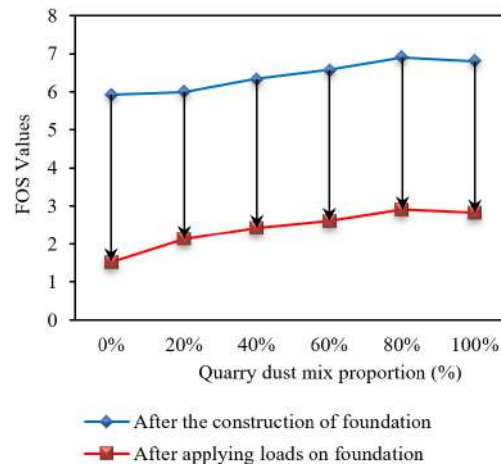 8
7
6
5
4
3
2
1
0
FOS Values
0% 20% 40% 60% 80% 100%
Quarry dust mix proportion (%)
After the construction of foundation
After applying loads on foundation